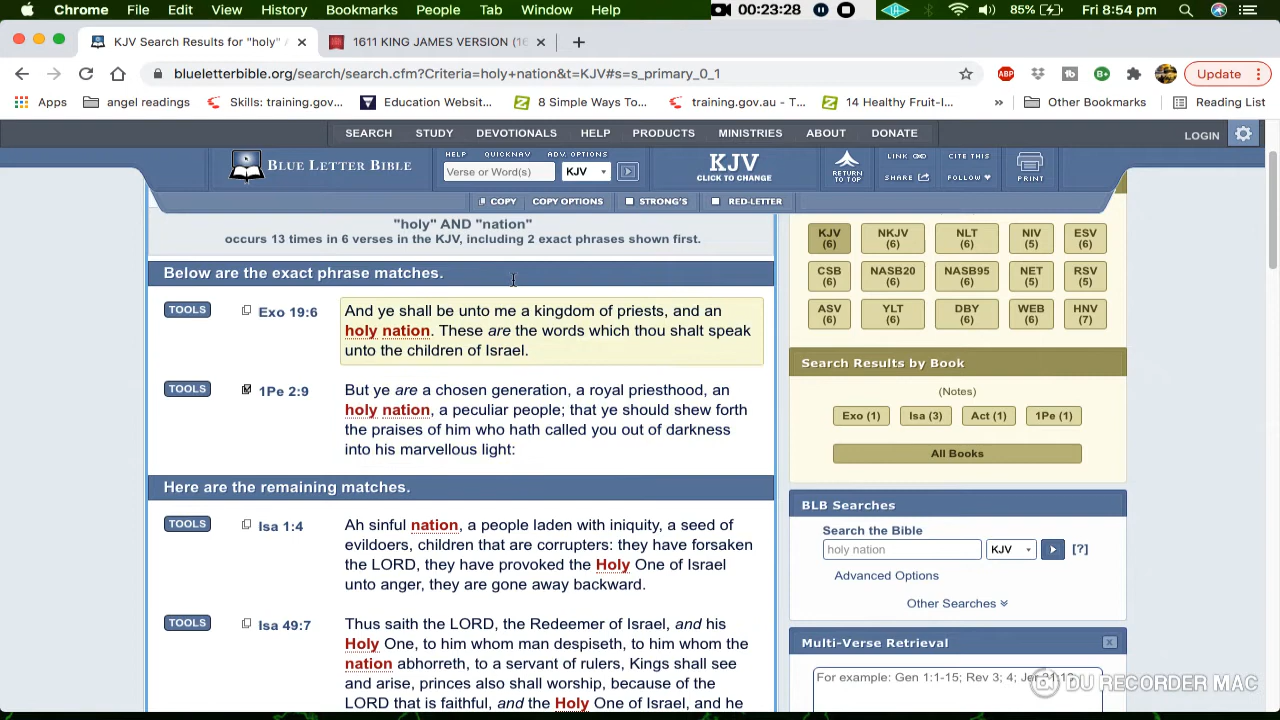 Chrome File Edit View History Bookmarks People Tab Window Help 00:23:28 85% Fri 8:54 pm
KJV Search Results for "holy" A 1611 KING JAMES VERSION (16
blueletterbible.org/search/search.cfm?Criteria=holy+nation&t=KJV#s=s_primary_0_1 ABP Update
Apps angel readings Skills: training.gov... Education Websit... 8 Simple Ways To... training.gov.au - T... 14 Healthy Fruit-I... » Other Bookmarks Reading List
SEARCH STUDY DEVOTIONALS HELP PRODUCTS MINISTRIES ABOUT DONATE LOGIN
BLUE LETTER BIBLE
HELP QUICKNAV ADV. OPTIONS
Verse or Word(s) KJV
KJV
CLICK TO CHANGE
RETURN TO TOP
LINK CITE THIS
SHARE FOLLOW
PRINT
COPY COPY OPTIONS STRONG'S RED-LETTER
"holy" AND "nation"
occurs 13 times in 6 verses in the KJV, including 2 exact phrases shown first.
Below are the exact phrase matches.
TOOLS Exo 19:6 And ye shall be unto me a kingdom of priests, and an
holy nation. These are the words which thou shalt speak
unto the children of Israel.
TOOLS 1Pe 2:9 But ye are a chosen generation, a royal priesthood, an
holy nation, a peculiar people; that ye should shew forth
the praises of him who hath called you out of darkness
into his marvellous light:
Here are the remaining matches.
TOOLS Isa 1:4 Ah sinful nation, a people laden with iniquity, a seed of
evildoers, children that are corrupters: they have forsaken
the LORD, they have provoked the Holy One of Israel
unto anger, they are gone away backward.
TOOLS Isa 49:7 Thus saith the LORD, the Redeemer of Israel, and his
Holy One, to him whom man despiseth, to him whom the
nation abhorreth, to a servant of rulers, Kings shall see
and arise, princes also shall worship, because of the
LORD that is faithful, and the Holy One of Israel, and he
KJV (6) NKJV (6) NLT (6) NIV (5) ESV (6)
CSB (6) NASB20 (6) NASB95 (6) NET (5) RSV (5)
ASV (6) YLT (6) DBY (6) WEB (6) HNV (7)
Search Results by Book
(Notes)
Exo (1) Isa (3) Act (1) 1Pe (1)
All Books
BLB Searches
Search the Bible
holy nation KJV [?]
Advanced Options
Other Searches
Multi-Verse Retrieval x
For example: Gen 1:1-15; Rev 3; 4; Jer
DU RECORDER MAC